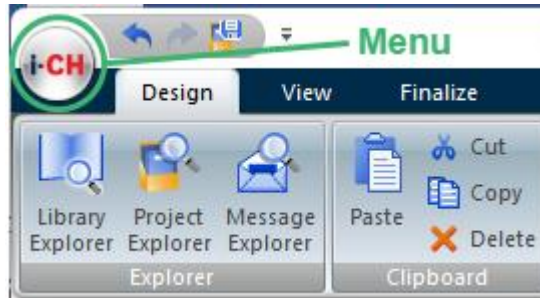 Menu
i-CH
Design View Finalize
Library Explorer
Project Explorer
Message Explorer
Paste
Cut
Copy
Delete
Explorer
Clipboard